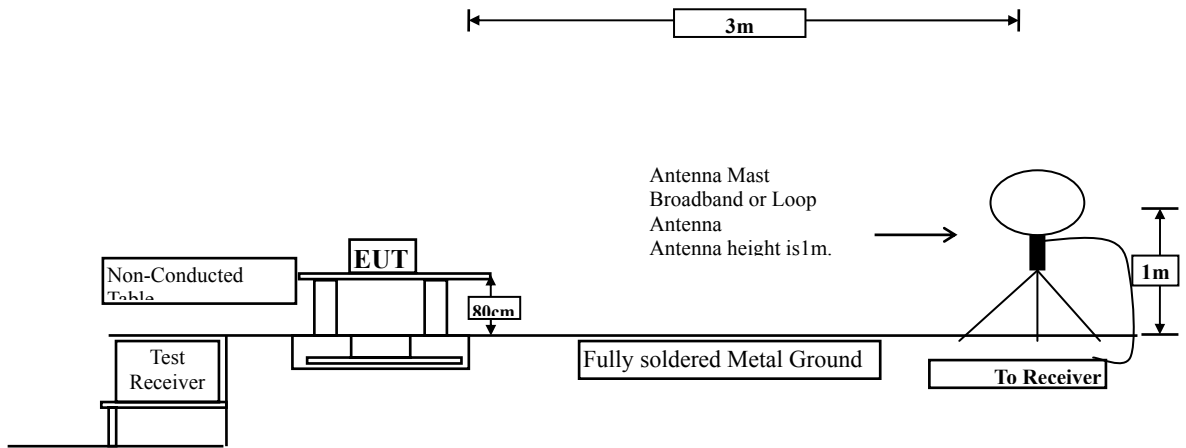 3m
Antenna Mast
Broadband or Loop
Antenna
Antenna height is1m.
EUT
Non-Conducted
Table
80cm
1m
Test
Receiver
Fully soldered Metal Ground
To Receiver